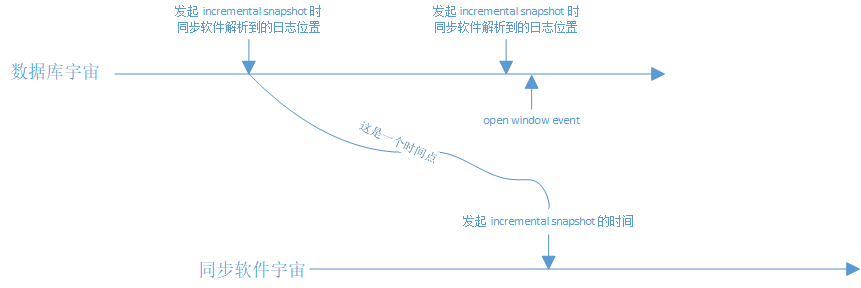 发起 incremental snapshot 时
同步软件解析到的日志位置
发起 incremental snapshot 时
同步软件解析到的日志位置
数据库宇宙
open window event
这是一个时间点
发起 incremental snapshot 的时间
同步软件宇宙